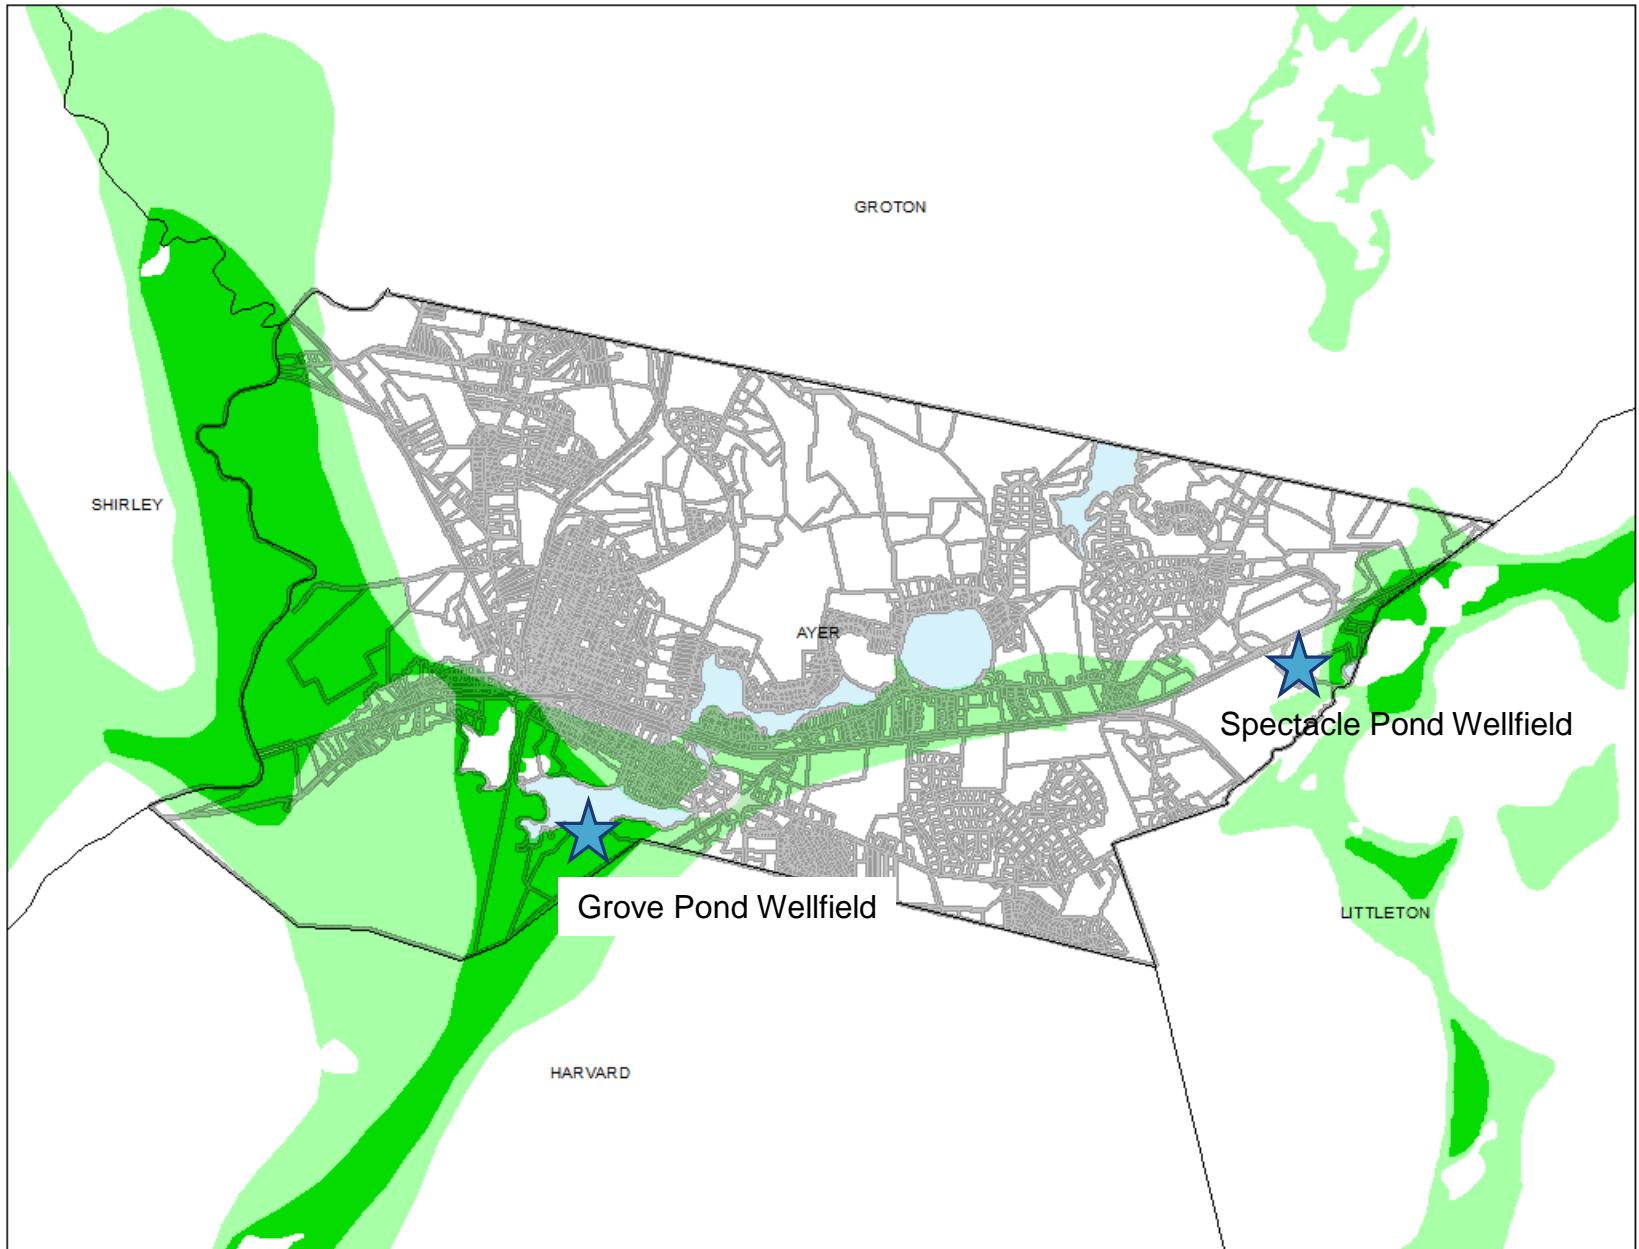 GROTON
SHIRLEY
AYER
Spectacle Pond Wellfield
Grove Pond Wellfield
LITTLETON
HARVARD